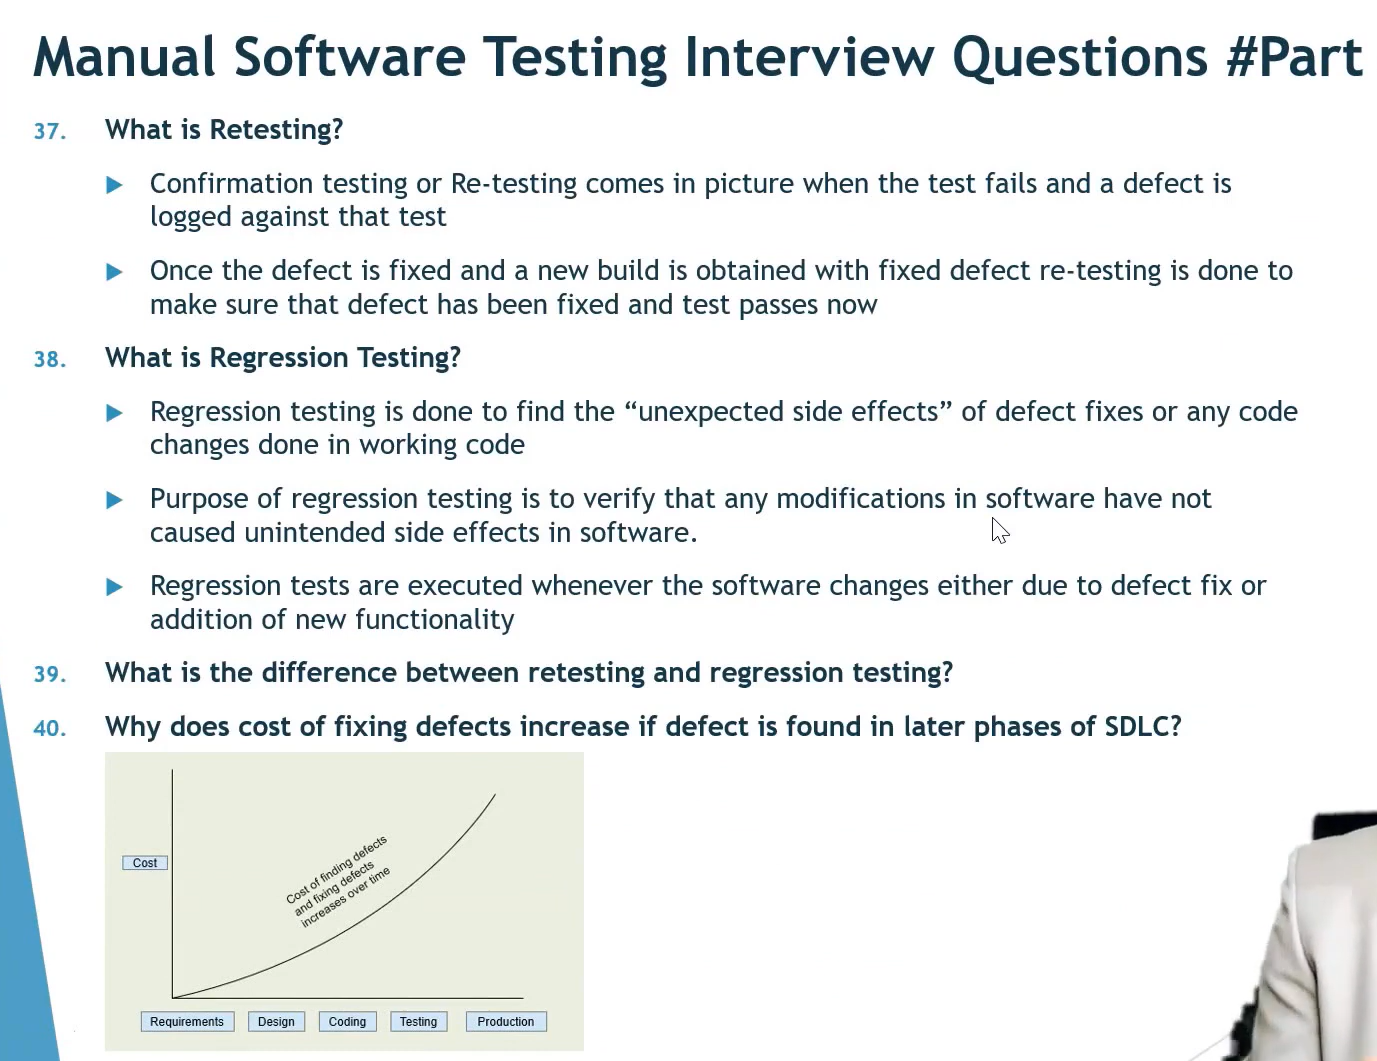 Manual Software Testing Interview Questions #Part
37. What is Retesting?
Confirmation testing or Re-testing comes in picture when the test fails and a defect is
logged against that test
Once the defect is fixed and a new build is obtained with fixed defect re-testing is done to
make sure that defect has been fixed and test passes now
38. What is Regression Testing?
Regression testing is done to find the “unexpected side effects” of defect fixes or any code
changes done in working code
Purpose of regression testing is to verify that any modifications in software have not
caused unintended side effects in software.
Regression tests are executed whenever the software changes either due to defect fix or
addition of new functionality
39. What is the difference between retesting and regression testing?
40. Why does cost of fixing defects increase if defect is found in later phases of SDLC?
Cost
Cost of finding defects
and fixing defects
increases over time
Requirements Design Coding Testing Production